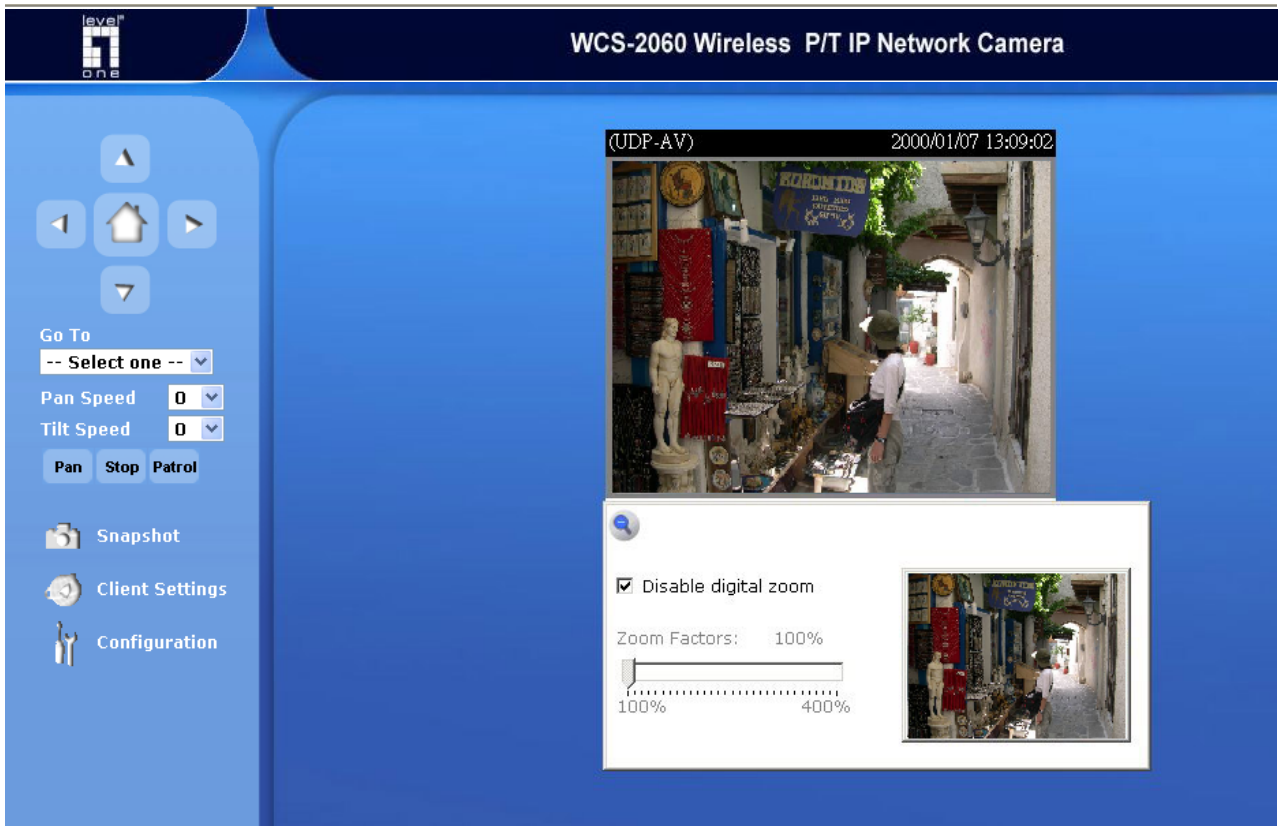 level
one
WCS-2060 Wireless P/T IP Network Camera
(UDP-AV) 2000/01/07 13:09:02
Go To
-- Select one --
Pan Speed 0
Tilt Speed 0
Pan Stop Patrol
Snapshot
Client Settings
Configuration
Disable digital zoom
Zoom Factors: 100%
100% 400%